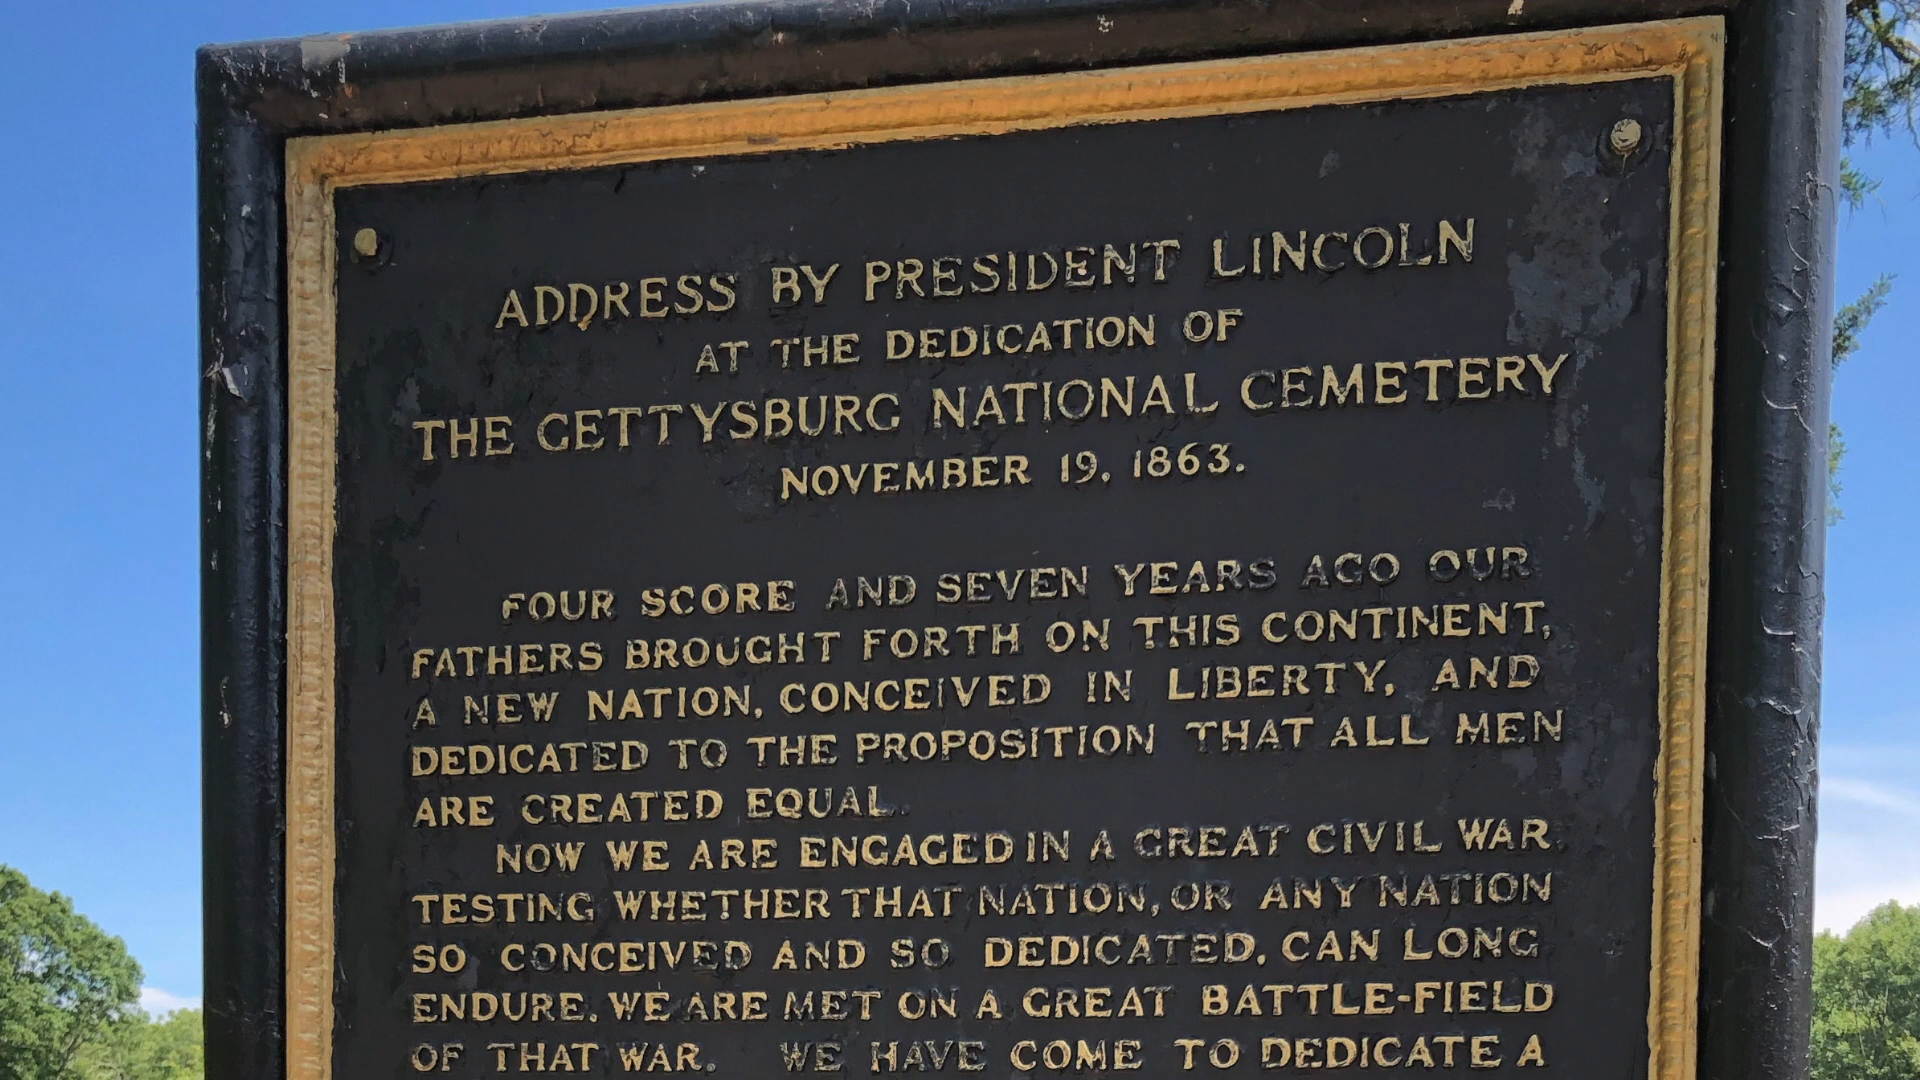 ADDRESS BY PRESIDENT LINCOLN
AT THE DEDICATION OF
THE GETTYSBURG NATIONAL CEMETERY
NOVEMBER 19, 1863.
FOUR SCORE AND SEVEN YEARS AGO OUR
FATHERS BROUGHT FORTH ON THIS CONTINENT,
A NEW NATION, CONCEIVED IN LIBERTY, AND
DEDICATED TO THE PROPOSITION THAT ALL MEN
ARE CREATED EQUAL.
NOW WE ARE ENGAGED IN A GREAT CIVIL WAR,
TESTING WHETHER THAT NATION, OR ANY NATION
SO CONCEIVED AND SO DEDICATED, CAN LONG
ENDURE. WE ARE MET ON A GREAT BATTLE-FIELD
OF THAT WAR. WE HAVE COME TO DEDICATE A